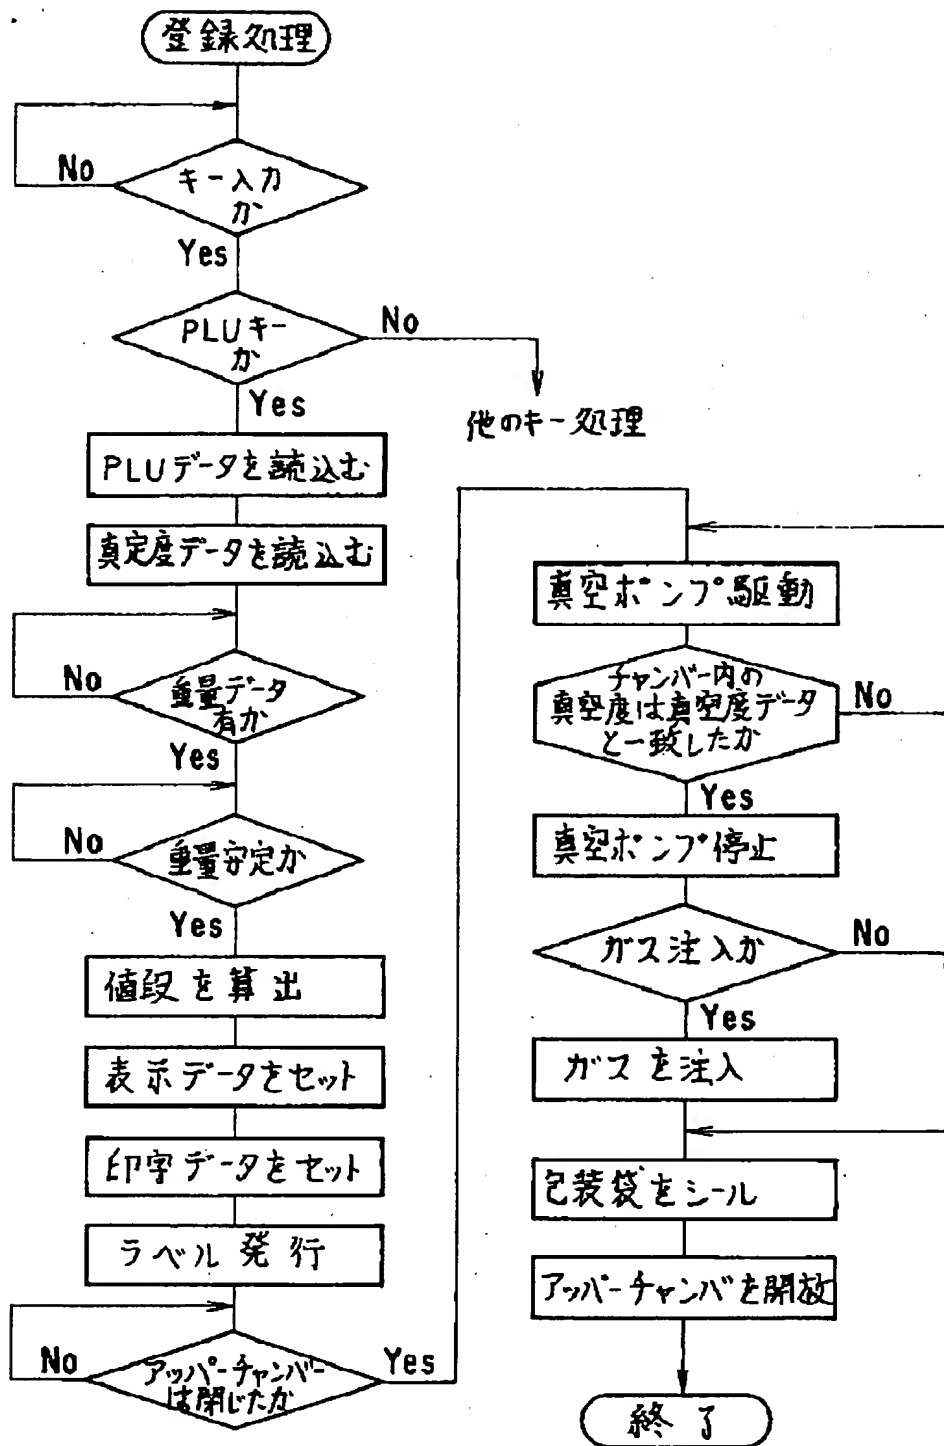 登録処理
No
キー入力
か
Yes
PLUキー
か
No
Yes
他のキー処理
PLUデータを読込む
真定度データを読込む
No
重量データ
有か
Yes
No
重量安定か
Yes
値段を算出
表示データをセット
印字データをセット
ラベル発行
No
アッパーチャンバー
は閉じたか
Yes
真空ポンプ駆動
チャンバー内の
真空度は真空度データ
と一致したか
No
Yes
真空ポンプ停止
ガス注入か
No
Yes
ガスを注入
包装袋をシール
アッパーチャンバを開放
終了